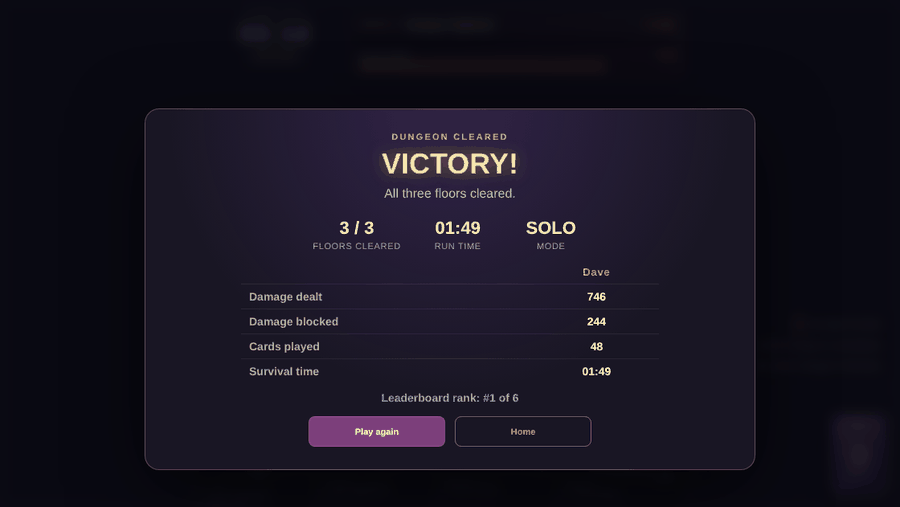 DUNGEON CLEARED
VICTORY!
All three floors cleared.
3 / 3 01:49 SOLO
FLOORS CLEARED RUN TIME MODE
Dave
Damage dealt 746
Damage blocked 244
Cards played 48
Survival time 01:49
Leaderboard rank: #1 of 6
Play again Home